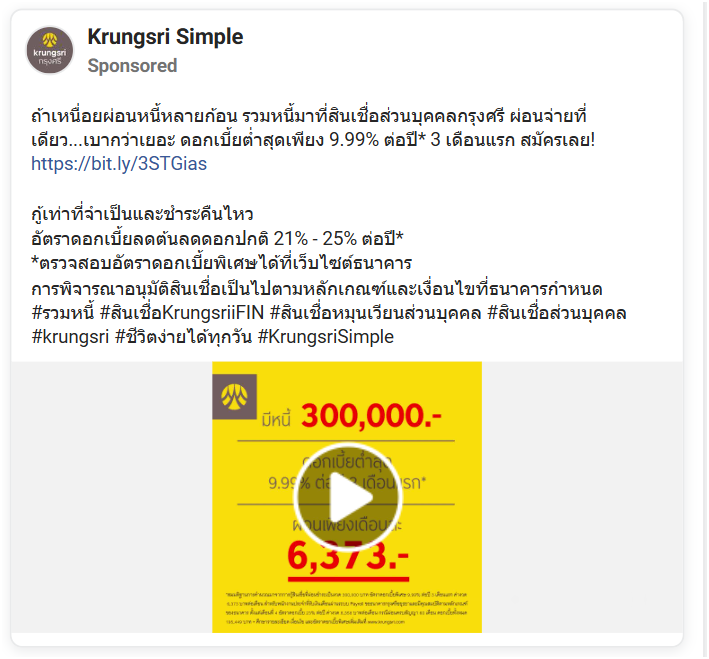 krungsri
กรุงศรี
Krungsri Simple
Sponsored
ถ้าเหนื่อยผ่อนหนี้หลายก้อน รวมหนี้มาที่สินเชื่อส่วนบุคคลกรุงศรี ผ่อนจ่ายที่
เดียว...เบากว่าเยอะ ดอกเบี้ยต่ำสุดเพียง 9.99% ต่อปี* 3 เดือนแรก สมัครเลย!
https://bit.ly/3STGias
กู้เท่าที่จำเป็นและชำระคืนไหว
อัตราดอกเบี้ยลดต้นลดดอกปกติ 21% - 25% ต่อปี*
*ตรวจสอบอัตราดอกเบี้ยพิเศษได้ที่เว็บไซต์ธนาคาร
การพิจารณาอนุมัติสินเชื่อเป็นไปตามหลักเกณฑ์และเงื่อนไขที่ธนาคารกำหนด
#รวมหนี้ #สินเชื่อKrungsriiFIN #สินเชื่อหมุนเวียนส่วนบุคคล #สินเชื่อส่วนบุคคล
#krungsri #ชีวิตง่ายได้ทุกวัน #KrungsriSimple
มีหนี้ 300,000.-
ดอกเบี้ยต่ำสุด
9.99% ต่อปี 3 เดือนแรก*
ผ่อนเพียงเดือนละ
6,373.-